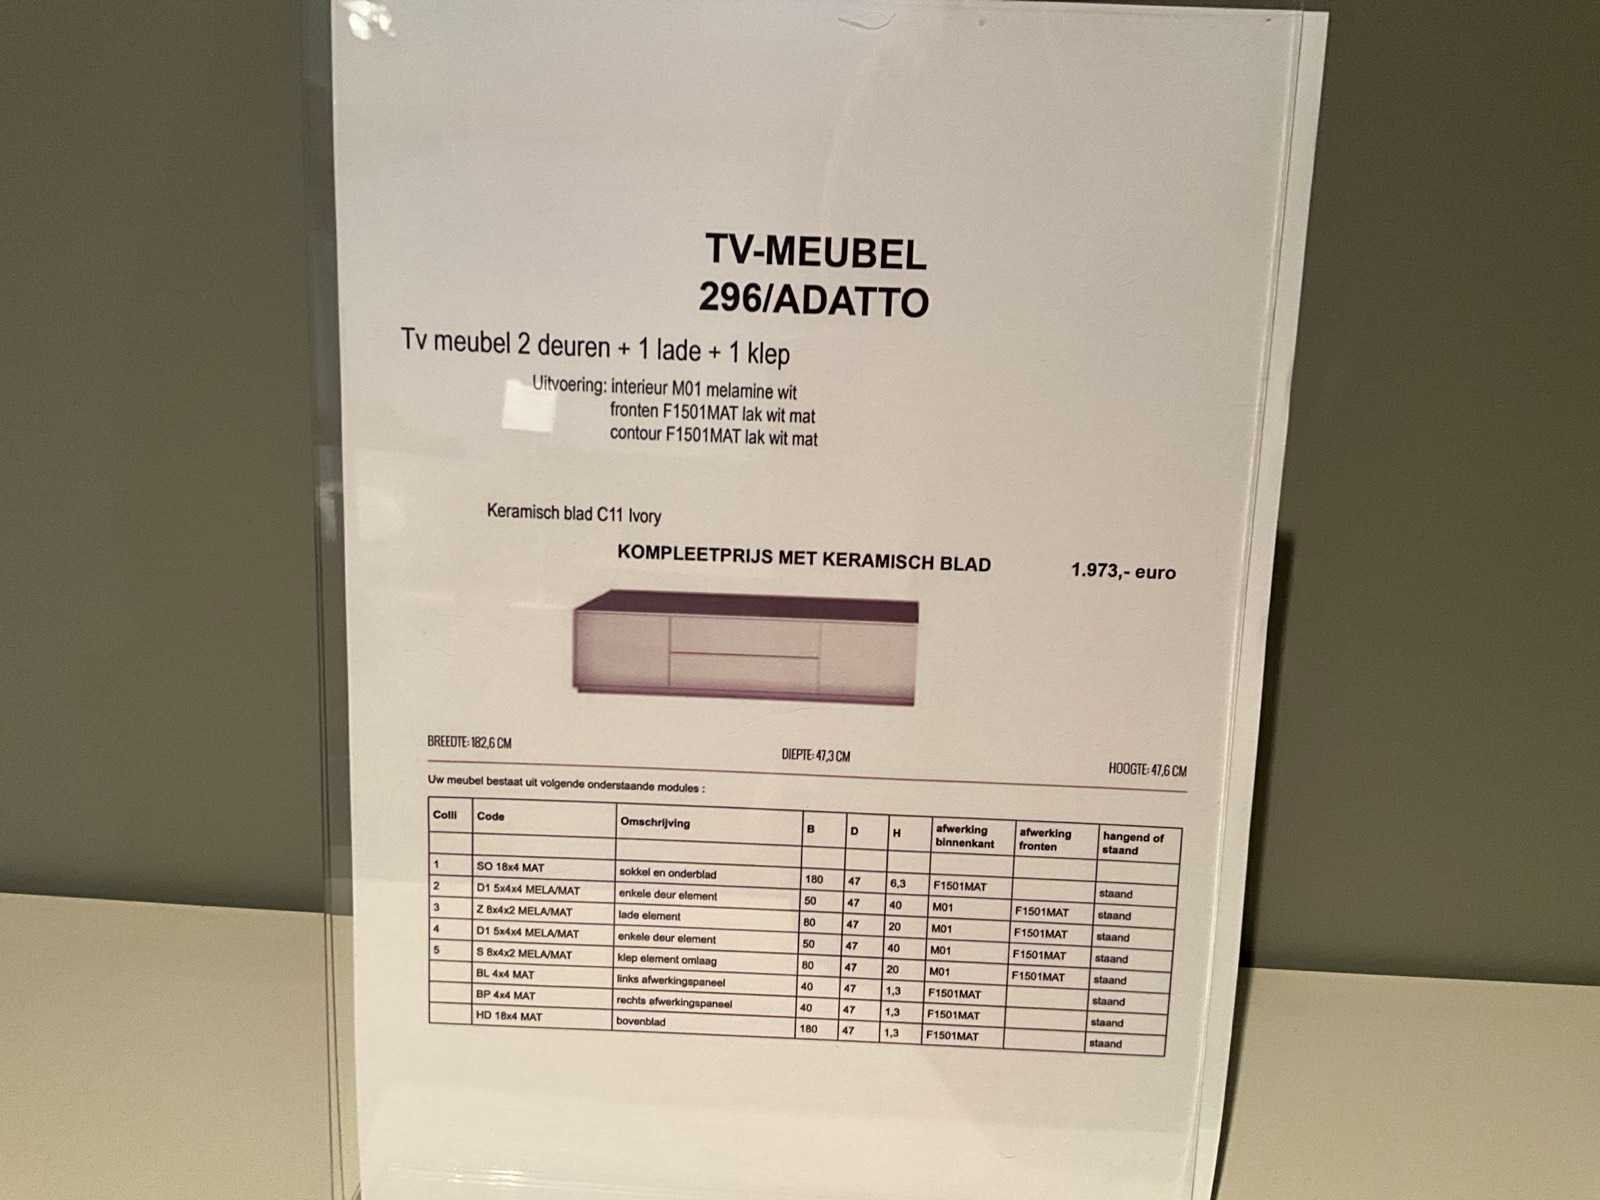 TV-MEUBEL
296/ADATTO
Tv meubel 2 deuren + 1 lade + 1 klep
Uitvoering: interieur M01 melamine wit
fronten F1501MAT lak wit mat
contour F1501MAT lak wit mat
Keramisch blad C11 Ivory
KOMPLEETPRIJS MET KERAMISCH BLAD 1.973,- euro
BREEDTE: 182,6 CM DIEPTE: 47,3 CM HOOGTE: 47,6 CM
Uw meubel bestaat uit volgende onderstaande modules :
Colli Code Omschrijving B D H afwerking binnenkant afwerking fronten hangend of staand
1 SO 18x4 MAT sokkel en onderblad 180 47 6,3 F1501MAT staand
2 D1 5x4x4 MELA/MAT enkele deur element 50 47 40 M01 F1501MAT staand
3 Z 8x4x2 MELA/MAT lade element 80 47 20 M01 F1501MAT staand
4 D1 5x4x4 MELA/MAT enkele deur element 50 47 40 M01 F1501MAT staand
5 S 8x4x2 MELA/MAT klep element omlaag 80 47 20 M01 F1501MAT staand
BL 4x4 MAT links afwerkingspaneel 40 47 1,3 F1501MAT staand
BP 4x4 MAT rechts afwerkingspaneel 40 47 1,3 F1501MAT staand
HD 18x4 MAT bovenblad 180 47 1,3 F1501MAT staand